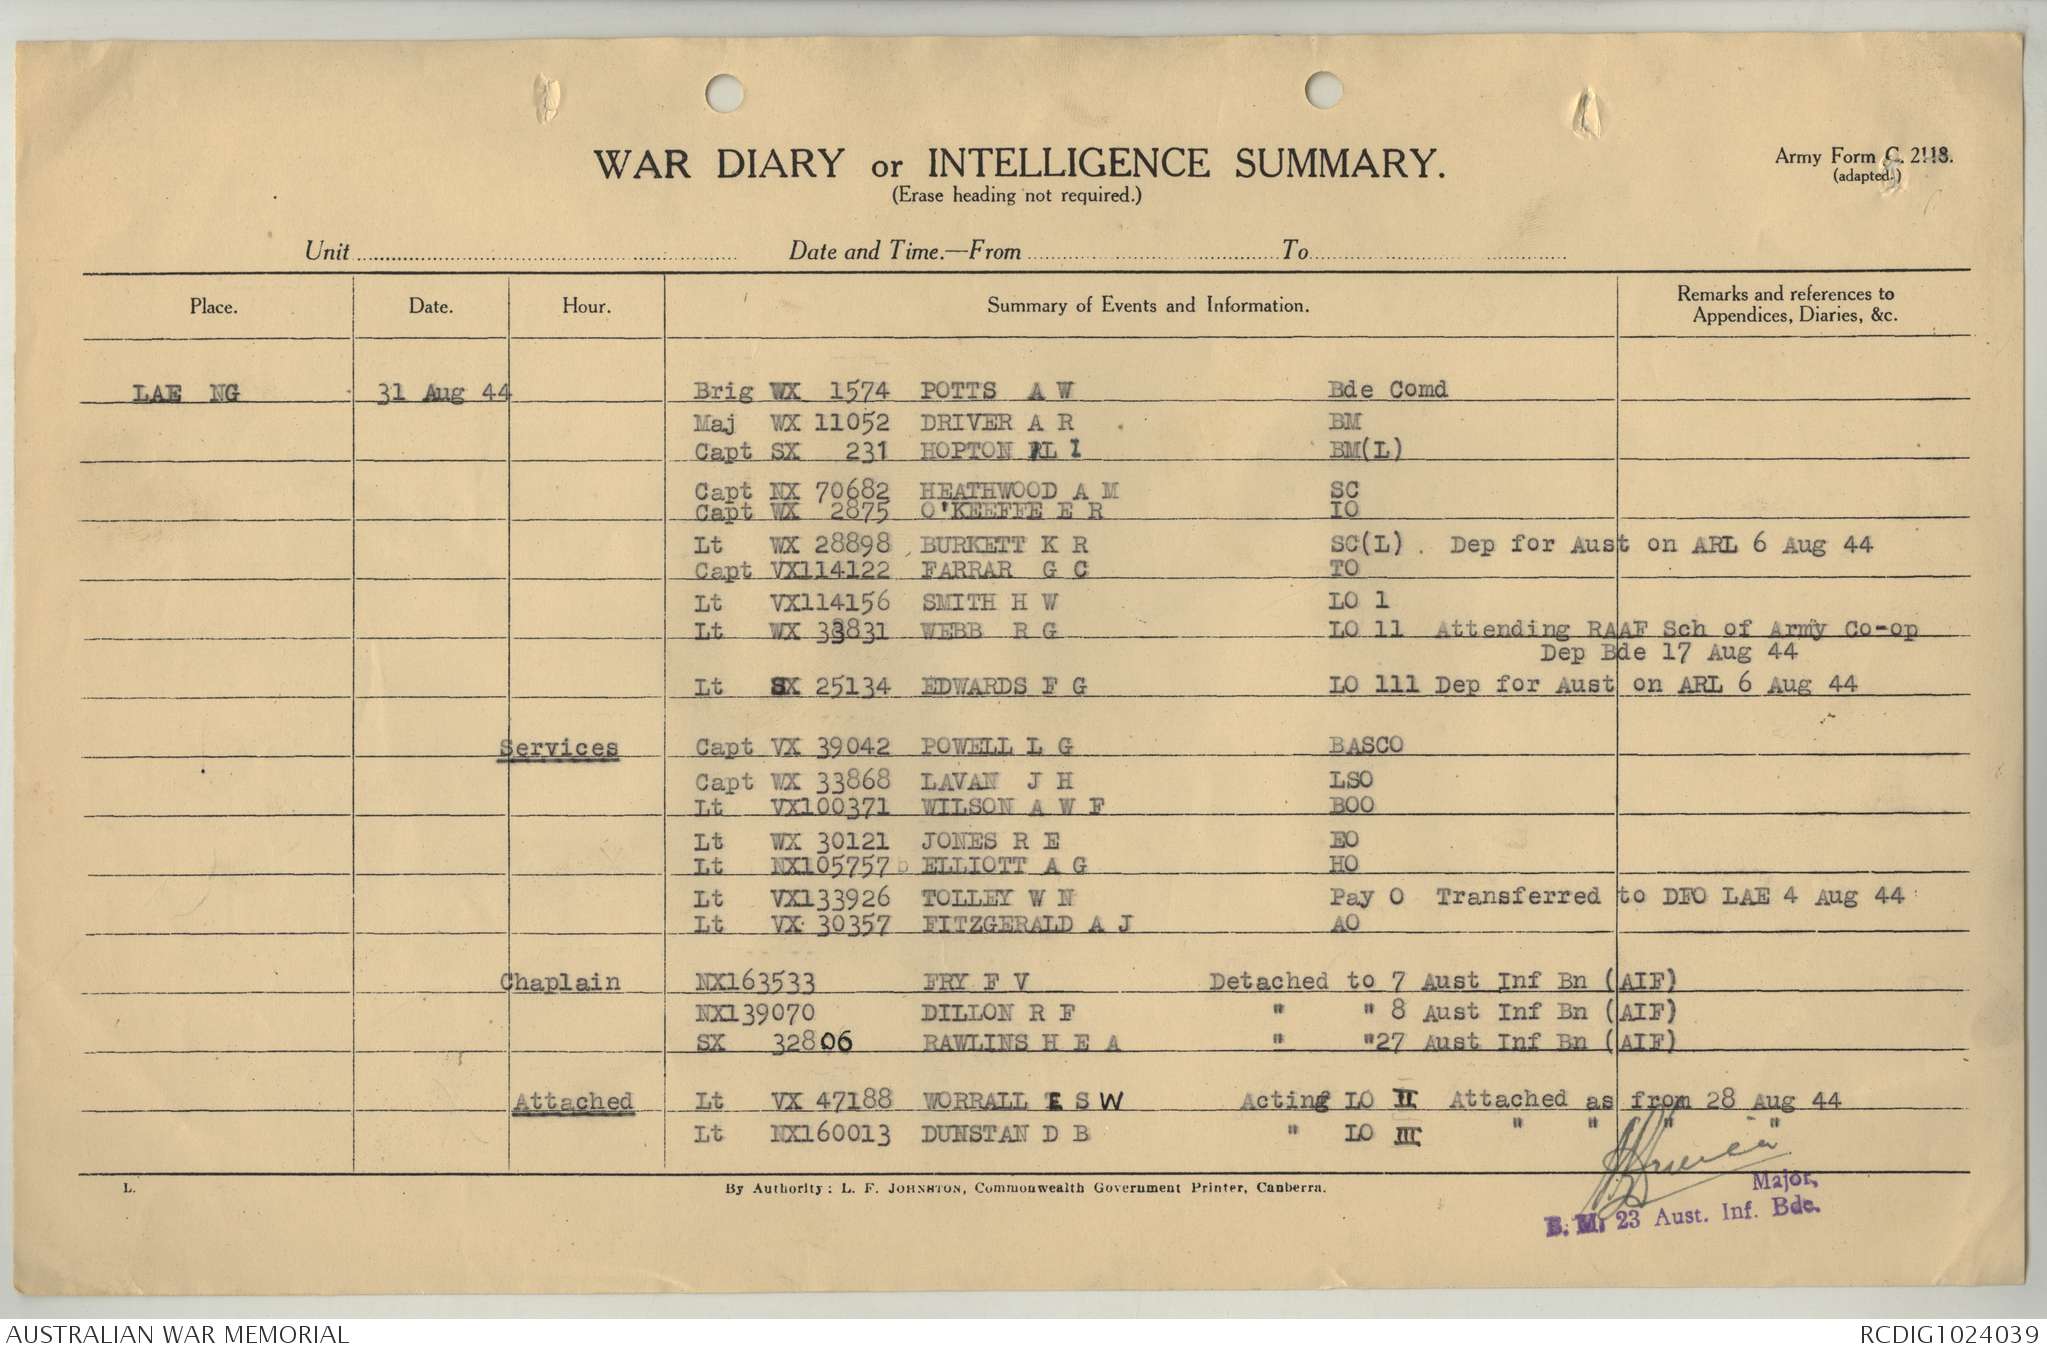 WAR DIARY or INTELLIGENCE SUMMARY.
(Erase heading not required.)
Army Form C. 2118.
(adapted.)
Unit Date and Time.—From To
Place. Date. Hour. Summary of Events and Information. Remarks and references to Appendices, Diaries, &c.
LAE NG 31 Aug 44 Brig WX 1574 POTTS A W Bde Comd
Maj WX 11052 DRIVER A R BM
Capt SX 231 HOPTON L I BM(L)
Capt NX 70682 HEATHWOOD A M SC
Capt WX 2875 O'KEEFFE E R IO
Lt WX 28898 BURKETT K R SC(L). Dep for Aust on ARL 6 Aug 44
Capt VX114122 FARRAR G C TO
Lt VX114156 SMITH H W LO 1
Lt WX 33831 WEBB R G LO 11 Attending RAAF Sch of Army Co-op
Dep Bde 17 Aug 44
Lt SX 25134 EDWARDS F G LO 111 Dep for Aust on ARL 6 Aug 44
Services Capt VX 39042 POWELL L G BASCO
Capt WX 33868 LAVAN J H LSO
Lt VX100371 WILSON A W F BOO
Lt WX 30121 JONES R E EO
Lt NX105757 ELLIOTT A G HO
Lt VX133926 TOLLEY W N Pay O Transferred to DFO LAE 4 Aug 44
Lt VX 30357 FITZGERALD A J AO
Chaplain NX163533 FRY F V Detached to 7 Aust Inf Bn (AIF)
NX139070 DILLON R F " " 8 Aust Inf Bn (AIF)
SX 32806 RAWLINS H E A " "27 Aust Inf Bn (AIF)
Attached Lt VX 47188 WORRALL E S W Acting LO II Attached as from 28 Aug 44
Lt NX160013 DUNSTAN D B " LO III " " " "
Major,
B. M. 23 Aust. Inf. Bde.
L. By Authority: L. F. JOHNSTON, Commonwealth Government Printer, Canberra.
AUSTRALIAN WAR MEMORIAL RCDIG1024039